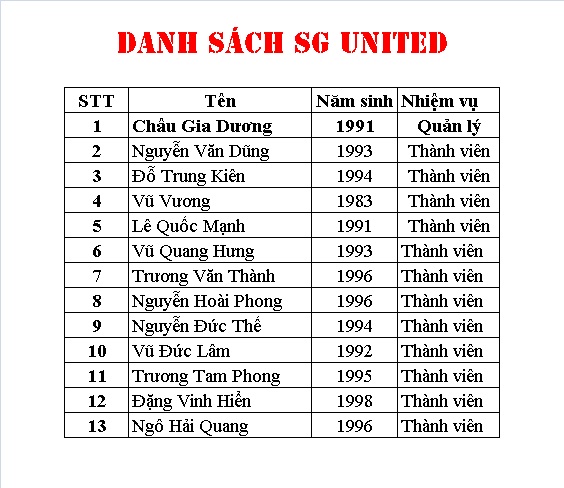 DANH SÁCH SG UNITED
STT Tên Năm sinh Nhiệm vụ
1 Châu Gia Dương 1991 Quản lý
2 Nguyễn Văn Dũng 1993 Thành viên
3 Đỗ Trung Kiên 1994 Thành viên
4 Vũ Vương 1983 Thành viên
5 Lê Quốc Mạnh 1991 Thành viên
6 Vũ Quang Hưng 1993 Thành viên
7 Trương Văn Thành 1996 Thành viên
8 Nguyễn Hoài Phong 1996 Thành viên
9 Nguyễn Đức Thế 1994 Thành viên
10 Vũ Đức Lâm 1992 Thành viên
11 Trương Tam Phong 1995 Thành viên
12 Đặng Vinh Hiển 1998 Thành viên
13 Ngô Hải Quang 1996 Thành viên